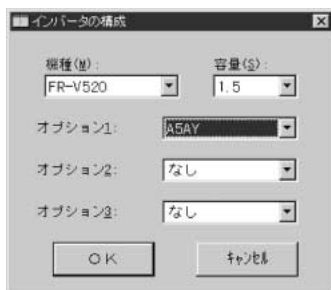 インバータの構成
機種(M): 容量(S):
FR-V520 1.5
オプション1: A5AY
オプション2: なし
オプション3: なし
OK キャンセル